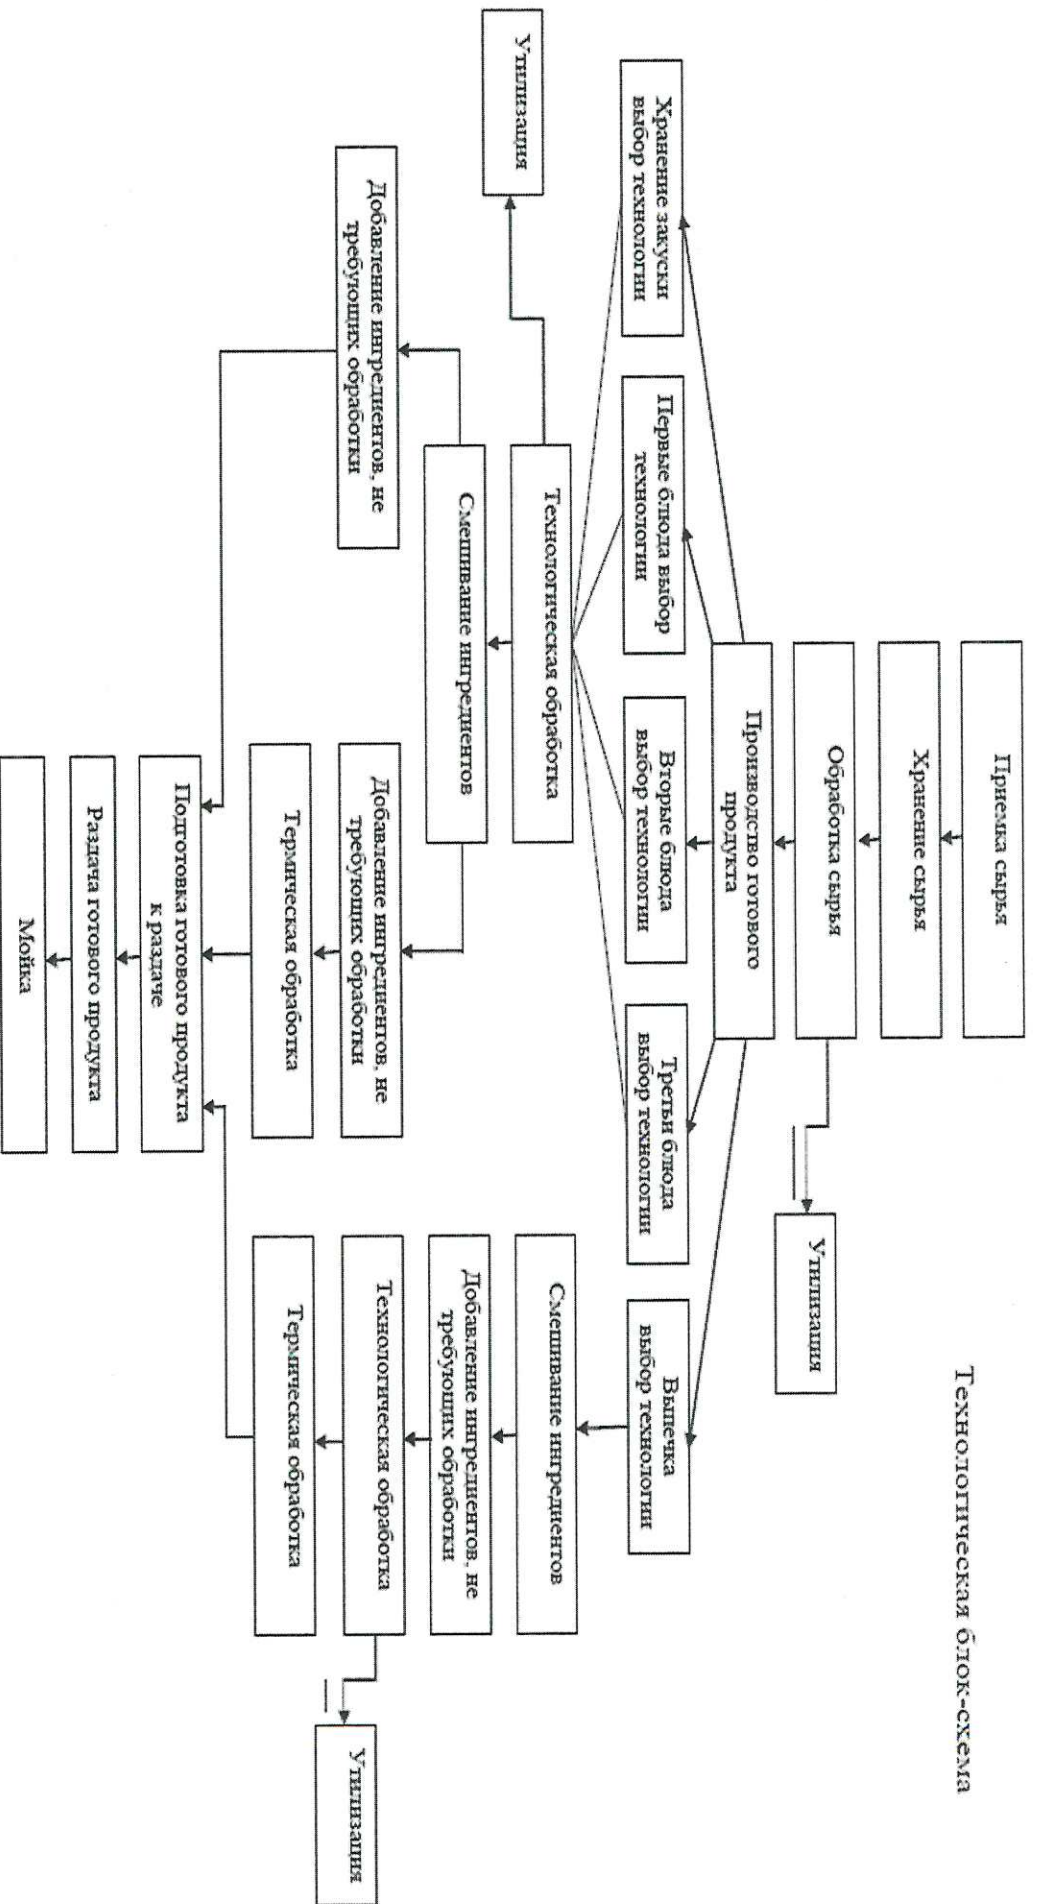 Технологическая блок-схема
Приемка сырья
Хранение сырья
Обработка сырья
Утилизация
Производство готового
продукта
Хранение закуски
выбор технологии
Первые блюда выбор
технологии
Вторые блюда
выбор технологии
Третьи блюда
выбор технологии
Выпечка
выбор технологии
Утилизация
Технологическая обработка
Смешивание ингредиентов
Смешивание ингредиентов
Добавление ингредиентов, не
требующих обработки
Добавление ингредиентов, не
требующих обработки
Добавление ингредиентов, не
требующих обработки
Термическая обработка
Технологическая обработка
Термическая обработка
Утилизация
Подготовка готового продукта
к раздаче
Раздача готового продукта
Мойка